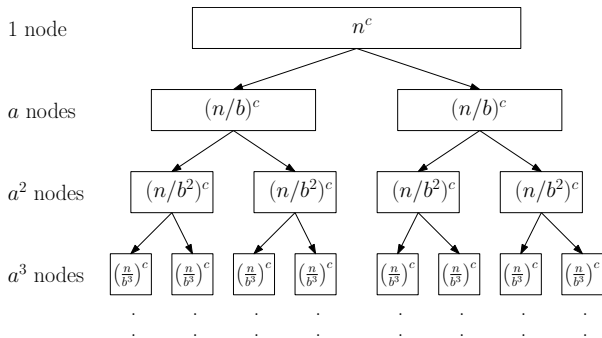 1 node n^c
a nodes (n/b)^c (n/b)^c
a^2 nodes (n/b^2)^c (n/b^2)^c (n/b^2)^c (n/b^2)^c
a^3 nodes (n/b^3)^c (n/b^3)^c (n/b^3)^c (n/b^3)^c (n/b^3)^c (n/b^3)^c (n/b^3)^c (n/b^3)^c
. . . . . . . .
. . . . . . . .